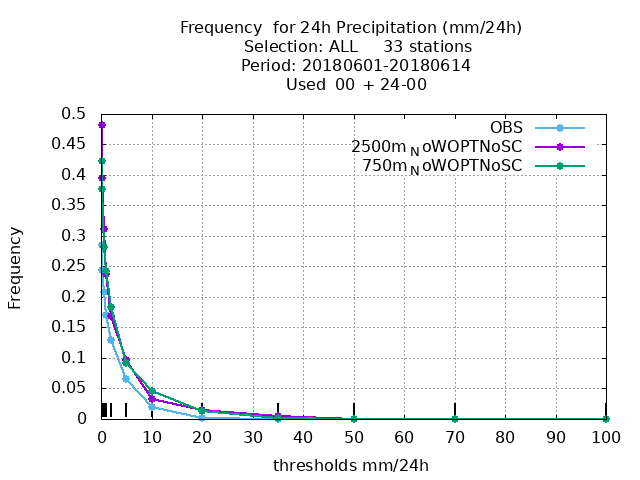 Frequency  for 24h Precipitation (mm/24h)
Selection: ALL     33 stations
Period: 20180601-20180614
Used  00 + 24-00
OBS
2500m_NoWOPTNoSC
750m_NoWOPTNoSC
0.5
0.45
0.4
0.35
0.3
0.25
0.2
0.15
0.1
0.05
0
Frequency
0 10 20 30 40 50 60 70 80 90 100
thresholds mm/24h